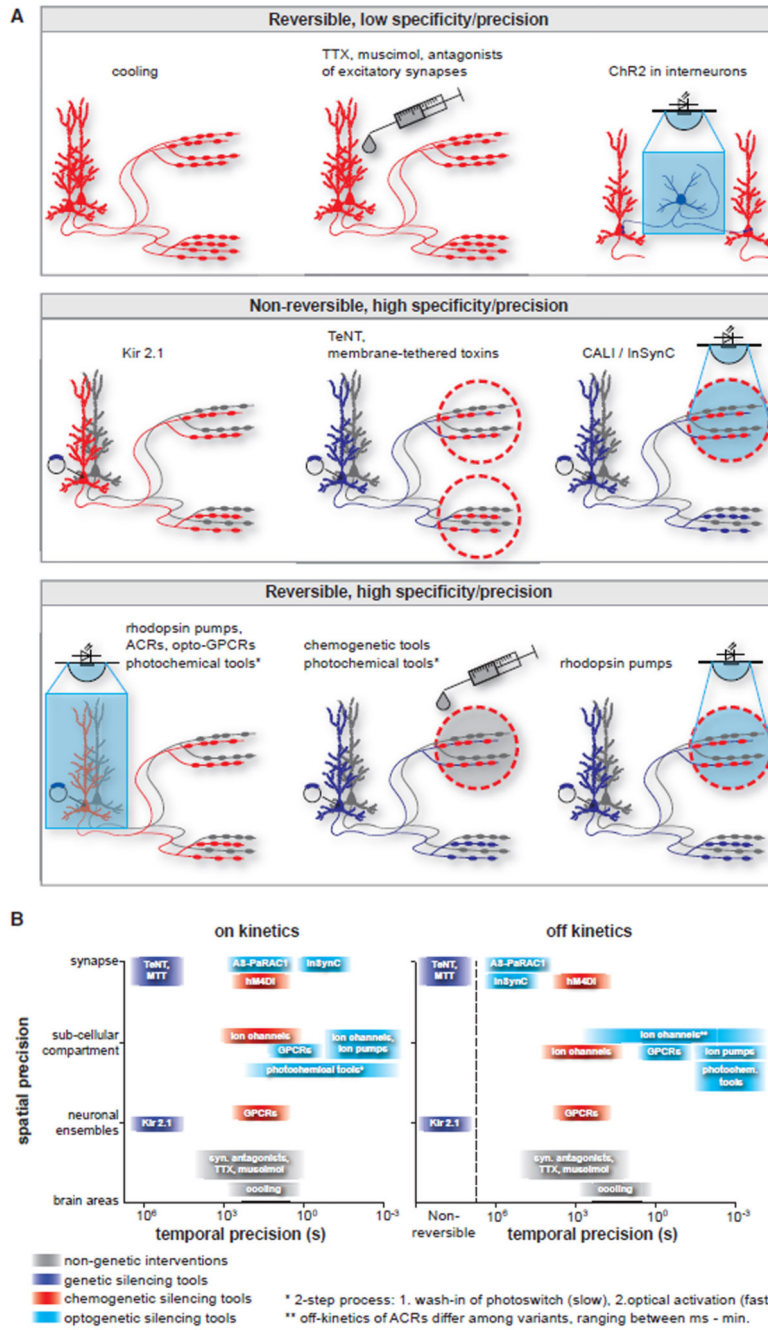 A
Reversible, low specificity/precision
cooling
TTX, muscimol, antagonists
of excitatory synapses
ChR2 in interneurons
Non-reversible, high specificity/precision
Kir 2.1
TeNT,
membrane-tethered toxins
CALI / InSynC
Reversible, high specificity/precision
rhodopsin pumps,
ACRs, opto-GPCRs
photochemical tools*
chemogenetic tools
photochemical tools*
rhodopsin pumps
B
on kinetics
off kinetics
spatial precision
synapse
sub-cellular
compartment
neuronal
ensembles
brain areas
TeNT,
MTT
AS-PaRAC1
InSynC
hM4Di
Ion channels
GPCRs
Ion channels,
Ion pumps
photochemical tools*
Kir 2.1
GPCRs
syn. antagonists,
TTX, muscimol
cooling
10⁶
10³
10⁰
10⁻³
temporal precision (s)
TeNT,
MTT
AS-PaRAC1
InSynC
hM4Di
Ion channels**
Ion channels
GPCRs
Ion pumps
photochem.
tools
Kir 2.1
GPCRs
syn. antagonists,
TTX, muscimol
cooling
Non-
reversible
10⁶
10³
10⁰
10⁻³
temporal precision (s)
non-genetic interventions
genetic silencing tools
chemogenetic silencing tools
optogenetic silencing tools
* 2-step process: 1. wash-in of photoswitch (slow), 2.optical activation (fast
** off-kinetics of ACRs differ among variants, ranging between ms - min.